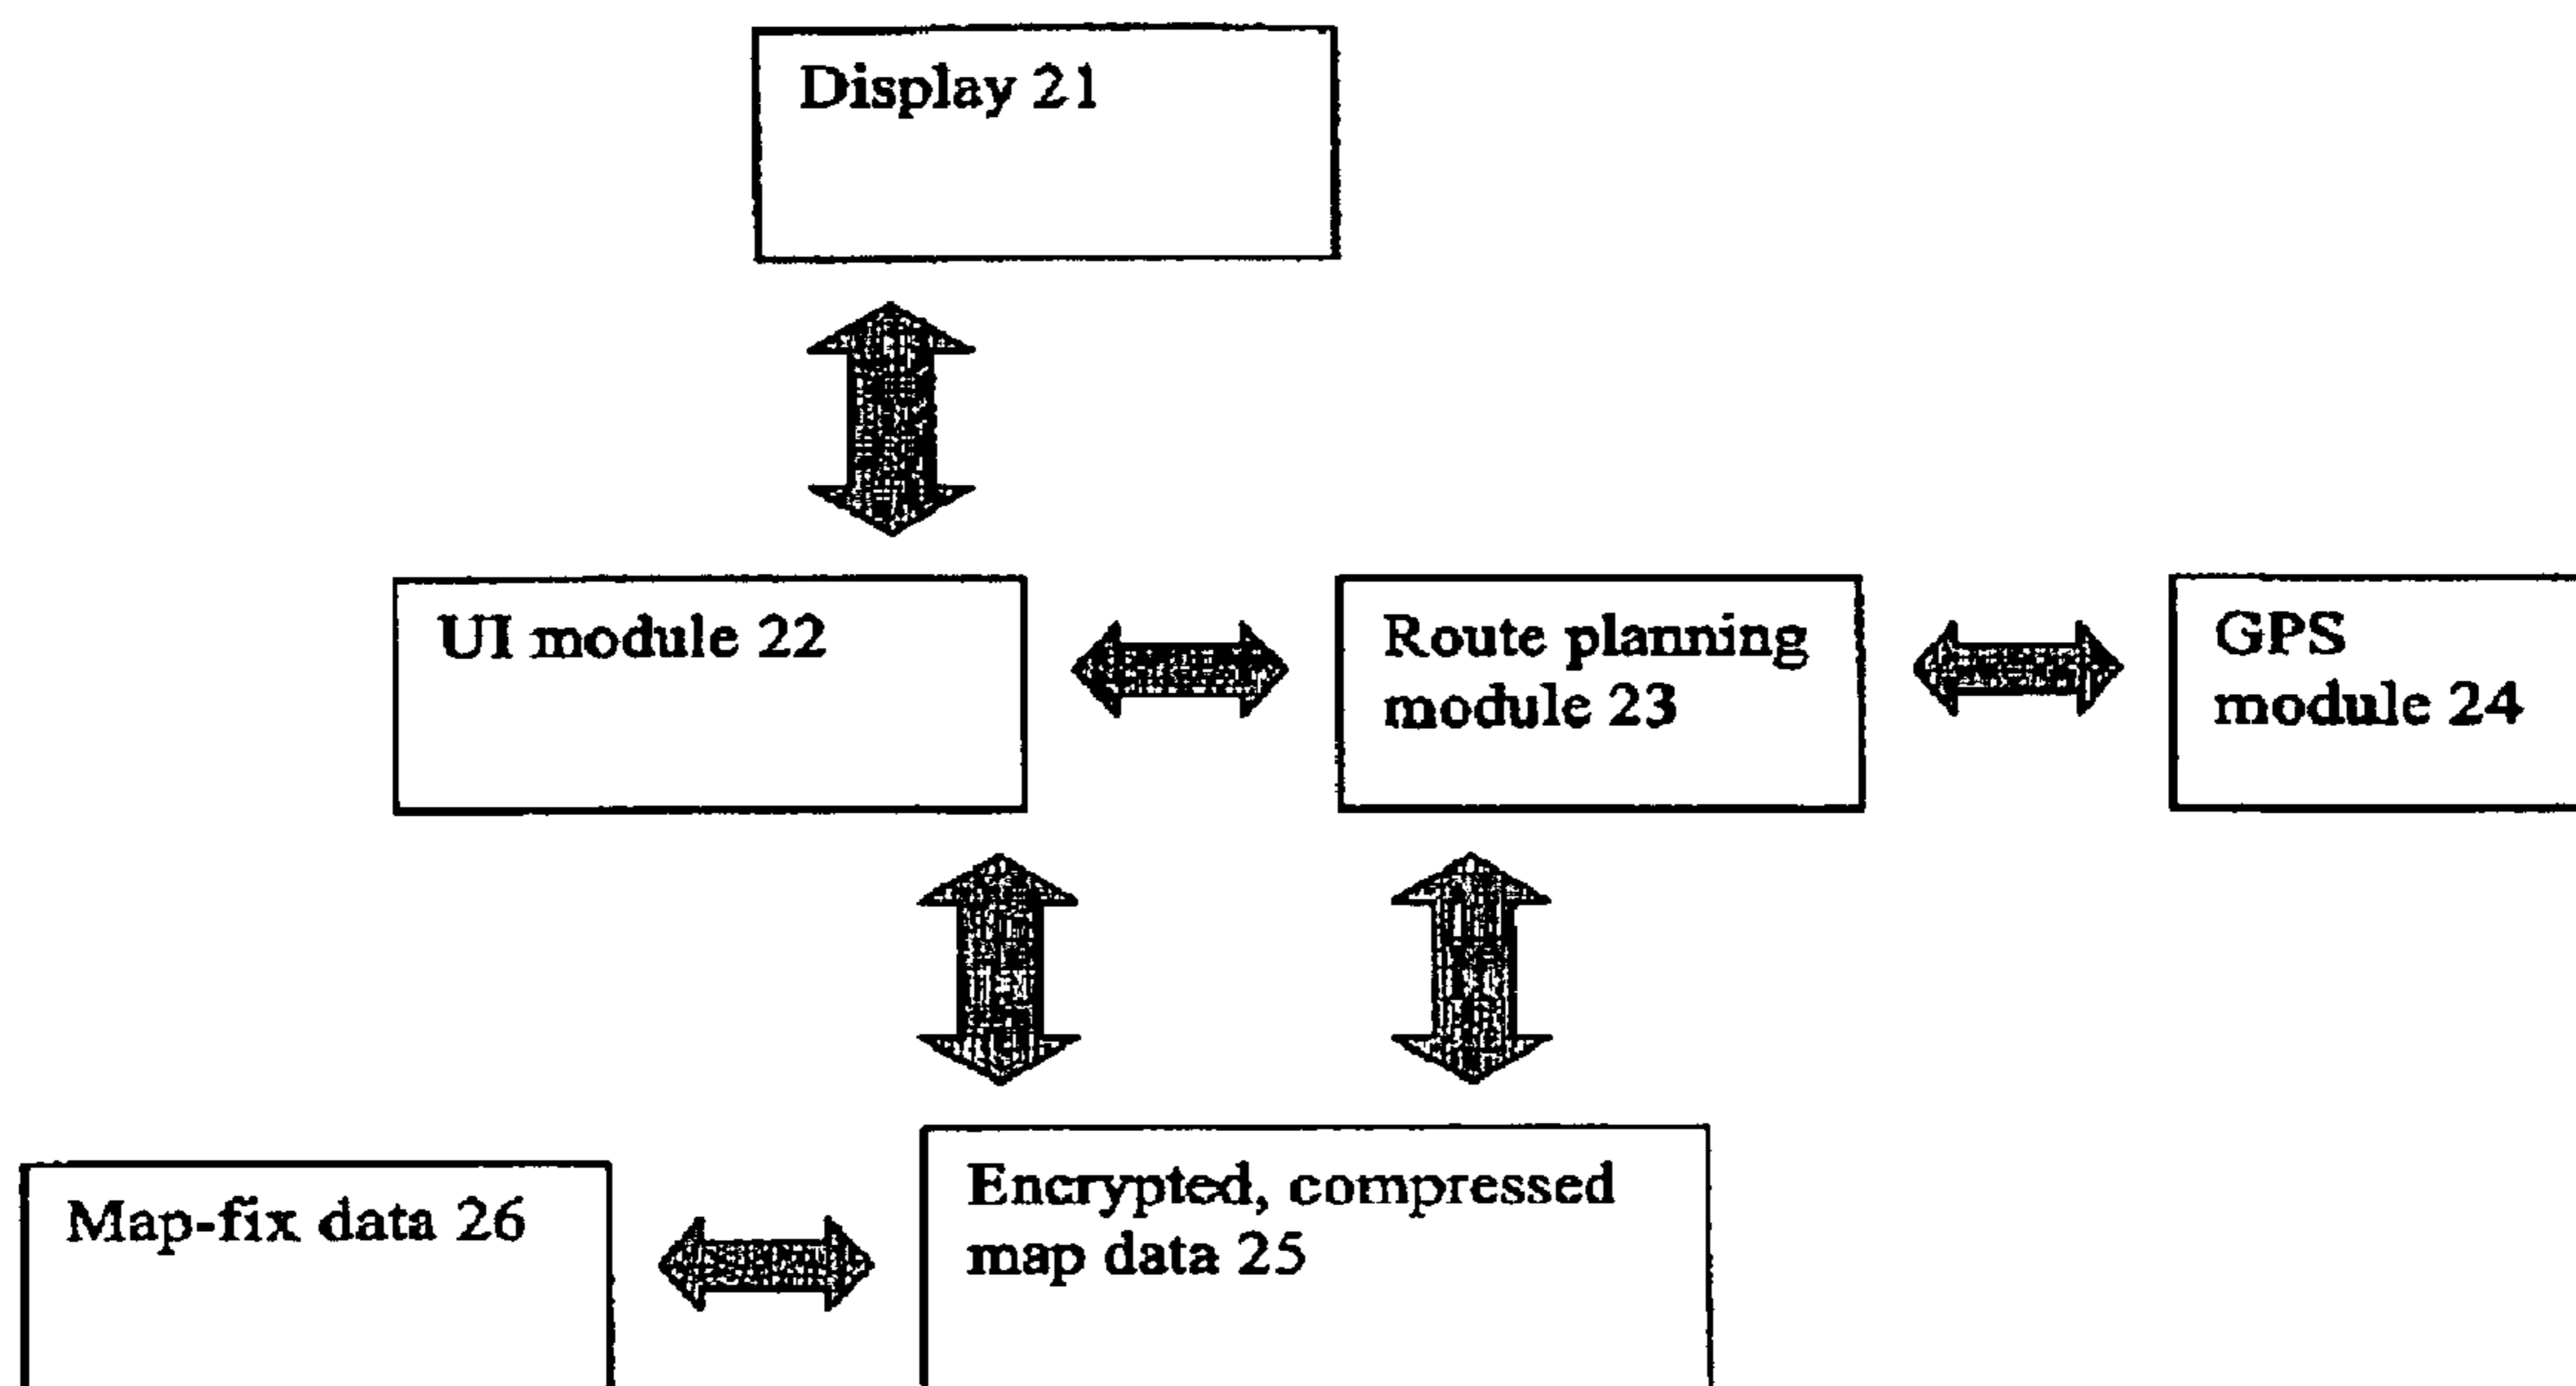 Display 21
UI module 22
Route planning
module 23
GPS
module 24
Map-fix data 26
Encrypted, compressed
map data 25